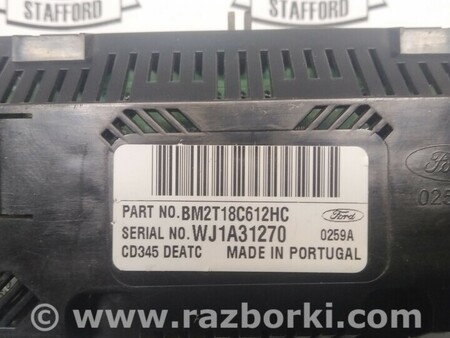 STAFFORD
STAFFORD
Ford
025
PART NO.BM2T18C612HC
Ford
SERIAL NO.WJ1A31270
0259A
CD345 DEATC MADE IN PORTUGAL
www.razborki.com